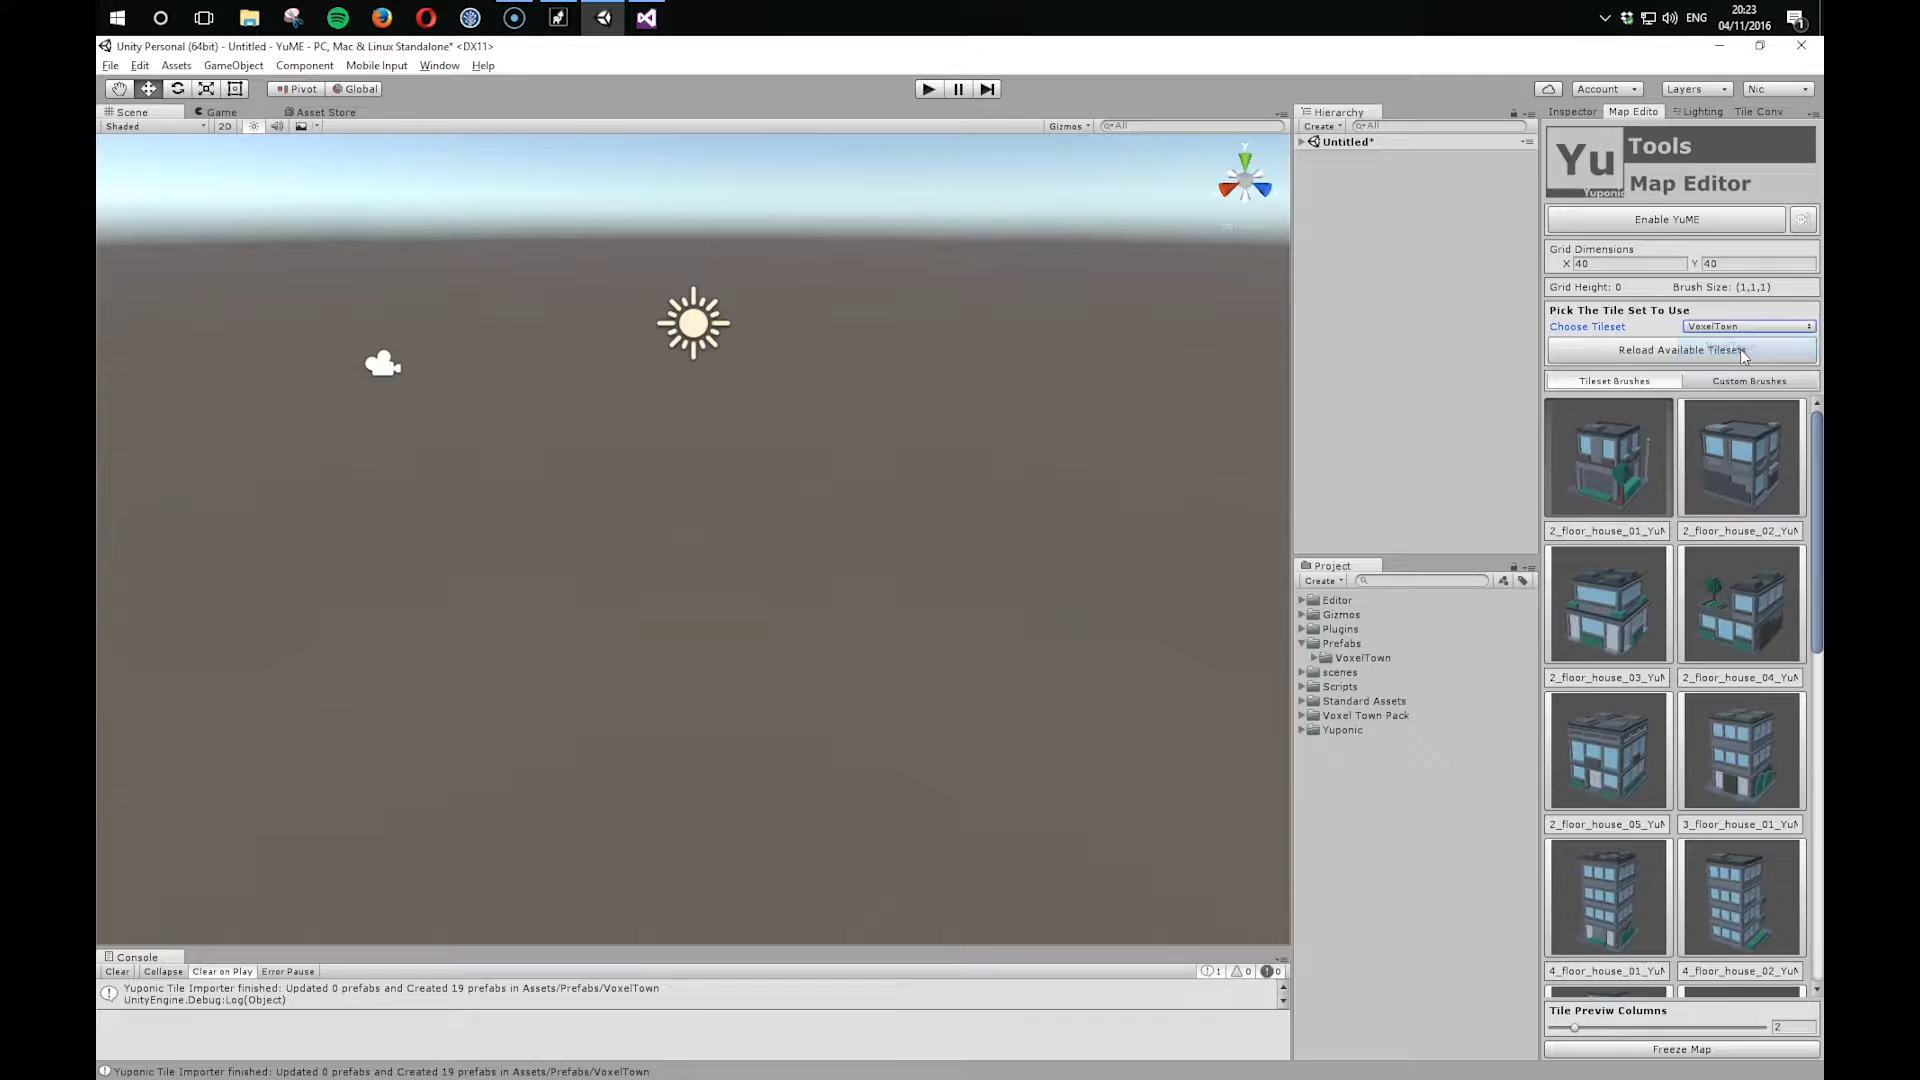 20:23
ENG
04/11/2016
Unity Personal (64bit) - Untitled - YuME - PC, Mac & Linux Standalone* <DX11>
File Edit Assets GameObject Component Mobile Input Window Help
Pivot Global Account Layers Nic
Scene Game Asset Store
Shaded 2D Gizmos All
Hierarchy
Create All
Untitled*
Inspector Map Edito Lighting Tile Conv
Yu
Yuponic
Tools
Map Editor
Enable YuME
Grid Dimensions
X 40 Y 40
Grid Height: 0 Brush Size: (1,1,1)
Pick The Tile Set To Use
Choose Tileset VoxelTown
Reload Available Tilesets
Tileset Brushes Custom Brushes
2_floor_house_01_YuM 2_floor_house_02_YuM
2_floor_house_03_YuM 2_floor_house_04_YuM
2_floor_house_05_YuM 3_floor_house_01_YuM
4_floor_house_01_YuM 4_floor_house_02_YuM
Tile Previw Columns
2
Freeze Map
Project
Create
Editor
Gizmos
Plugins
Prefabs
VoxelTown
scenes
Scripts
Standard Assets
Voxel Town Pack
Yuponic
Console
Clear Collapse Clear on Play Error Pause 1 0 0
Yuponic Tile Importer finished: Updated 0 prefabs and Created 19 prefabs in Assets/Prefabs/VoxelTown
UnityEngine.Debug:Log(Object)
Yuponic Tile Importer finished: Updated 0 prefabs and Created 19 prefabs in Assets/Prefabs/VoxelTown